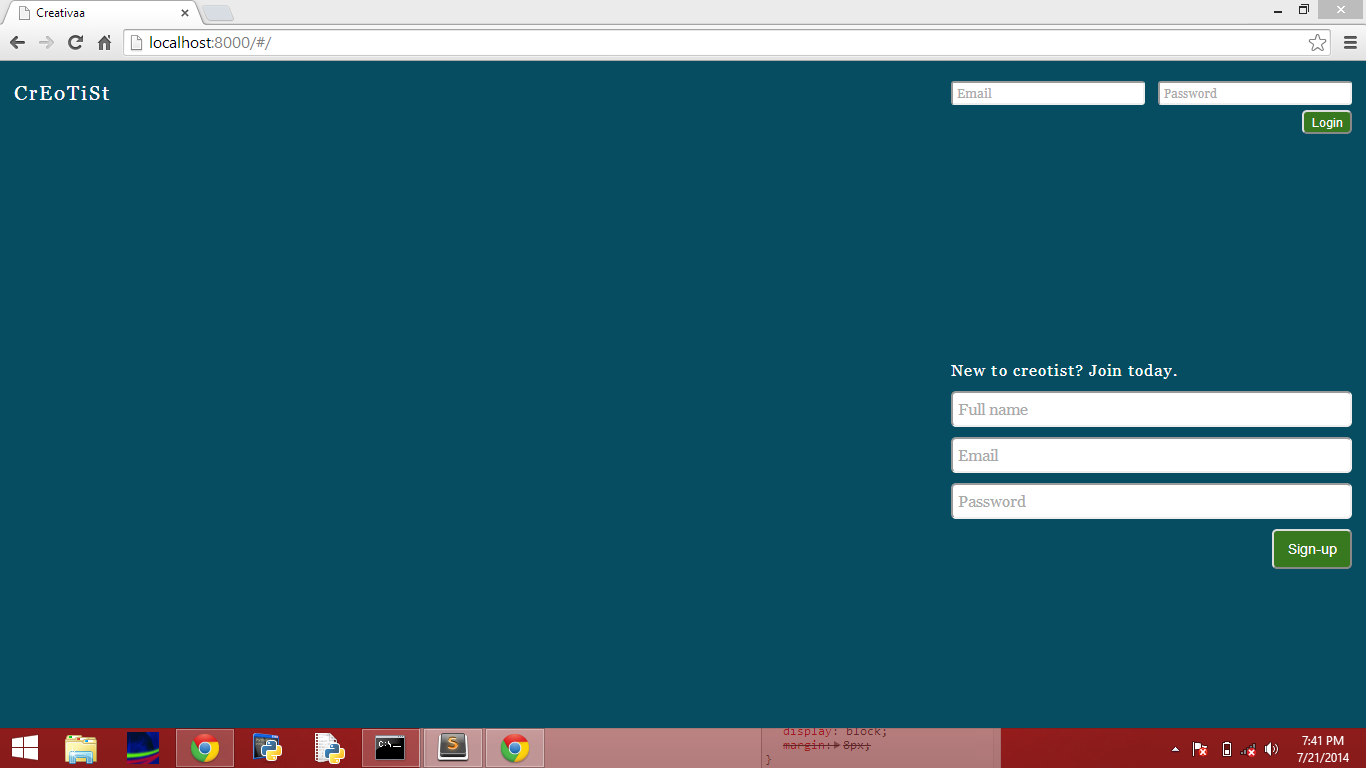 Creativaa
localhost:8000/#/
CrEoTiSt
Email
Password
Login
New to creotist? Join today.
Full name
Email
Password
Sign-up
display: block;
margin: 8px;
}
C:\_
S
7:41 PM
7/21/2014